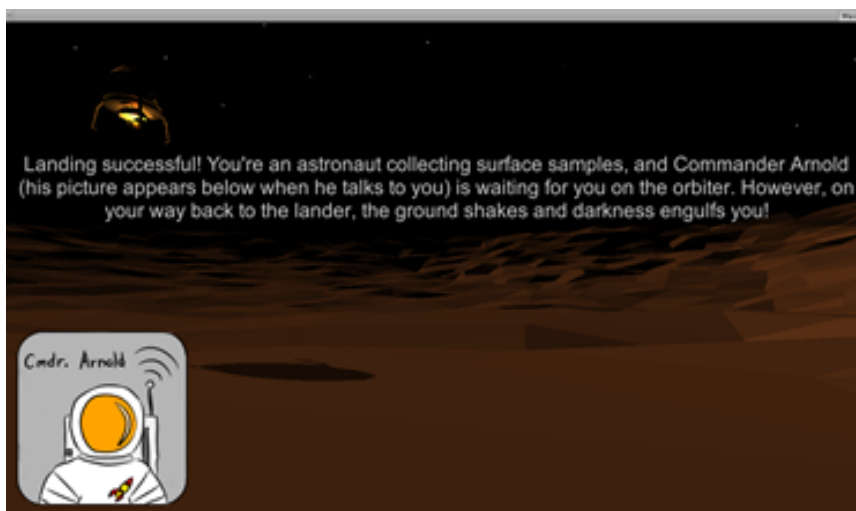 Landing successful! You're an astronaut collecting surface samples, and Commander Arnold
(his picture appears below when he talks to you) is waiting for you on the orbiter. However, on
your way back to the lander, the ground shakes and darkness engulfs you!
Cmdr. Arnold